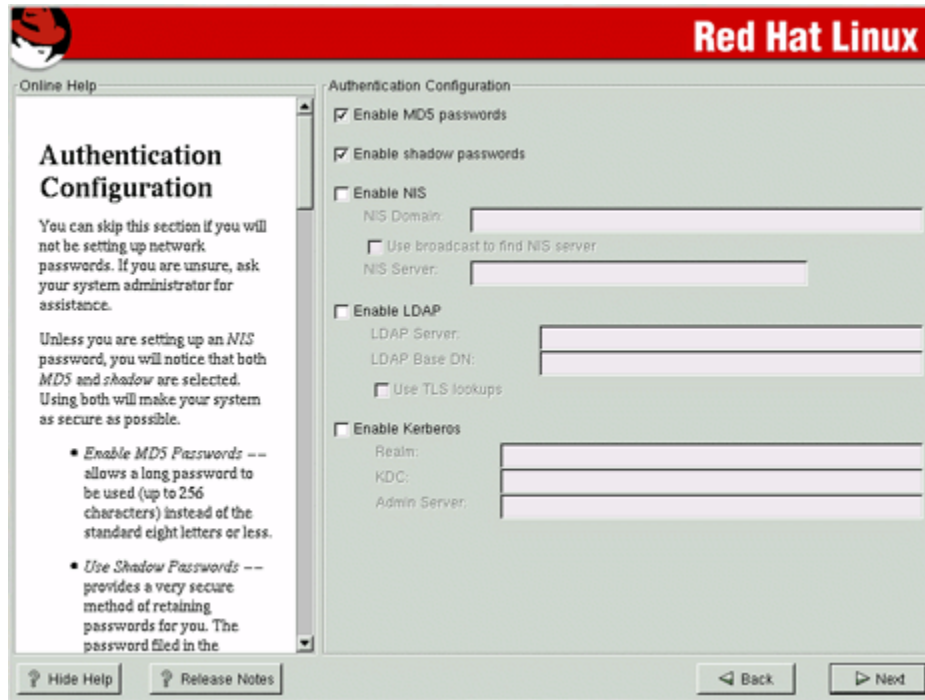 Red Hat Linux
Online Help
Authentication
Configuration
You can skip this section if you will
not be setting up network
passwords. If you are unsure, ask
your system administrator for
assistance.
Unless you are setting up an NIS
password, you will notice that both
MD5 and shadow are selected.
Using both will make your system
as secure as possible.
• Enable MD5 Passwords --
allows a long password to
be used (up to 256
characters) instead of the
standard eight letters or less.
• Use Shadow Passwords --
provides a very secure
method of retaining
passwords for you. The
password filed in the
Authentication Configuration
Enable MD5 passwords
Enable shadow passwords
Enable NIS
NIS Domain:
Use broadcast to find NIS server
NIS Server:
Enable LDAP
LDAP Server:
LDAP Base DN:
Use TLS lookups
Enable Kerberos
Realm:
KDC:
Admin Server:
Hide Help
Release Notes
Back
Next